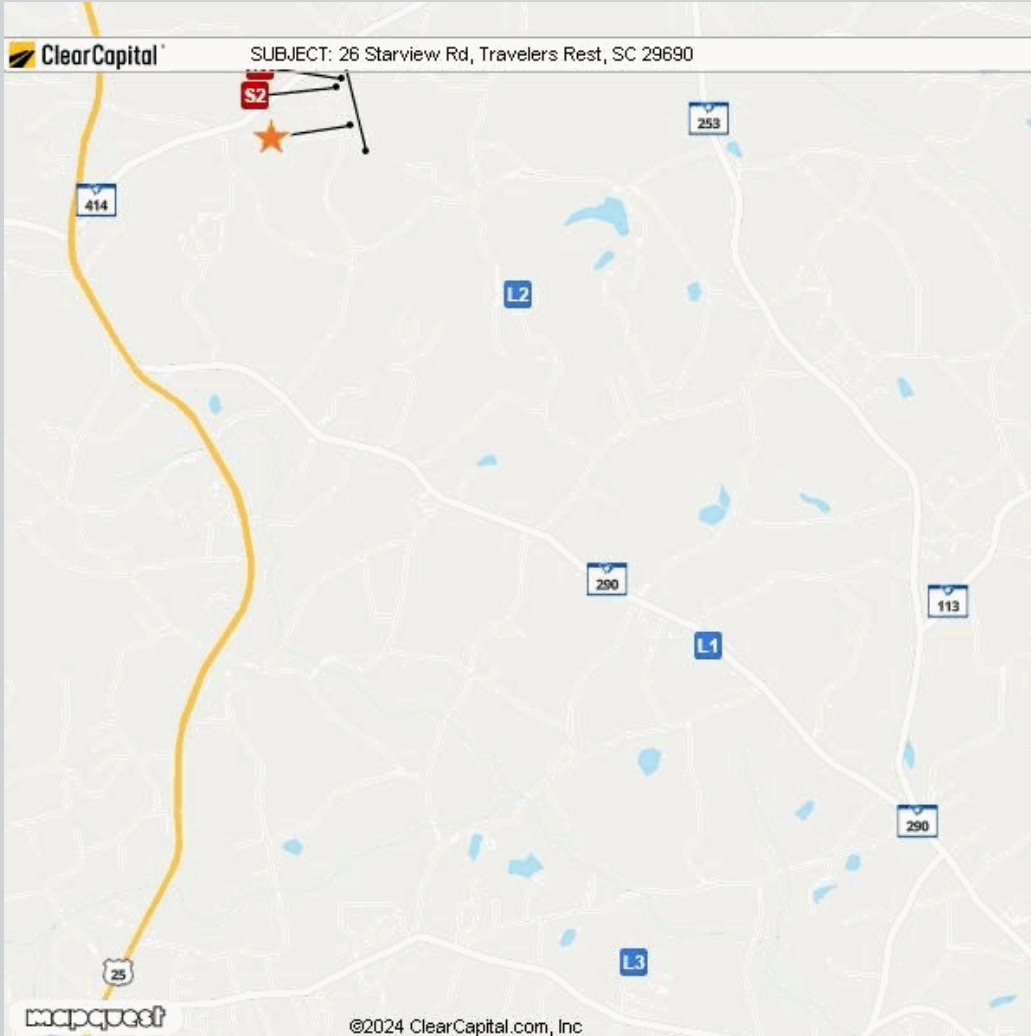 ClearCapital
SUBJECT: 26 Starview Rd, Travelers Rest, SC 29690
S2
253
414
L2
290
113
L1
290
L3
25
mapquest
©2024 ClearCapital.com, Inc